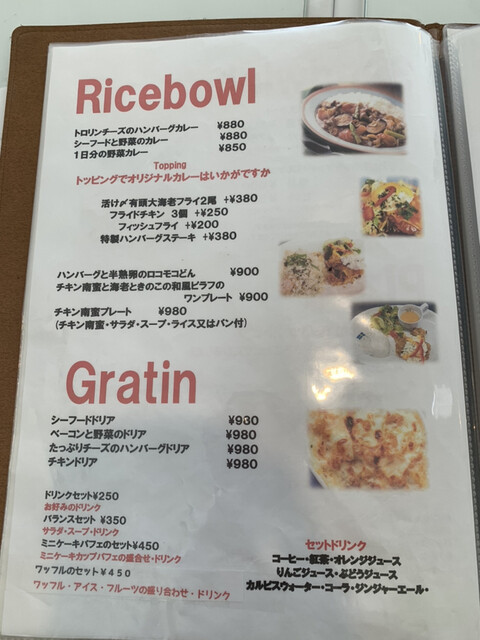 Ricebowl
トロリンチーズのハンバーグカレー ¥880
シーフードと野菜のカレー ¥880
1日分の野菜カレー ¥850
Topping
トッピングでオリジナルカレーはいかがですか
活け〆有頭大海老フライ2尾 +¥380
フライドチキン 3個 +¥250
フィッシュフライ +¥200
特製ハンバーグステーキ +¥380
ハンバーグと半熟卵のロコモコどん ¥900
チキン南蛮と海老ときのこの和風ピラフの
ワンプレート ¥900
チキン南蛮プレート ¥980
(チキン南蛮・サラダ・スープ・ライス又はパン付)
Gratin
シーフードドリア ¥930
ベーコンと野菜のドリア ¥980
たっぷりチーズのハンバーグドリア ¥980
チキンドリア ¥980
ドリンクセット¥250
お好みのドリンク
バランスセット ¥350
サラダ・スープ・ドリンク
ミニケーキパフェのセット¥450
ミニケーキカップパフェの盛合せ・ドリンク
ワッフルのセット ¥450
ワッフル・アイス・フルーツの盛り合わせ・ドリンク
セットドリンク
コーヒー・紅茶・オレンジジュース
りんごジュース・ぶどうジュース
カルピスウォーター・コーラ・ジンジャーエール・